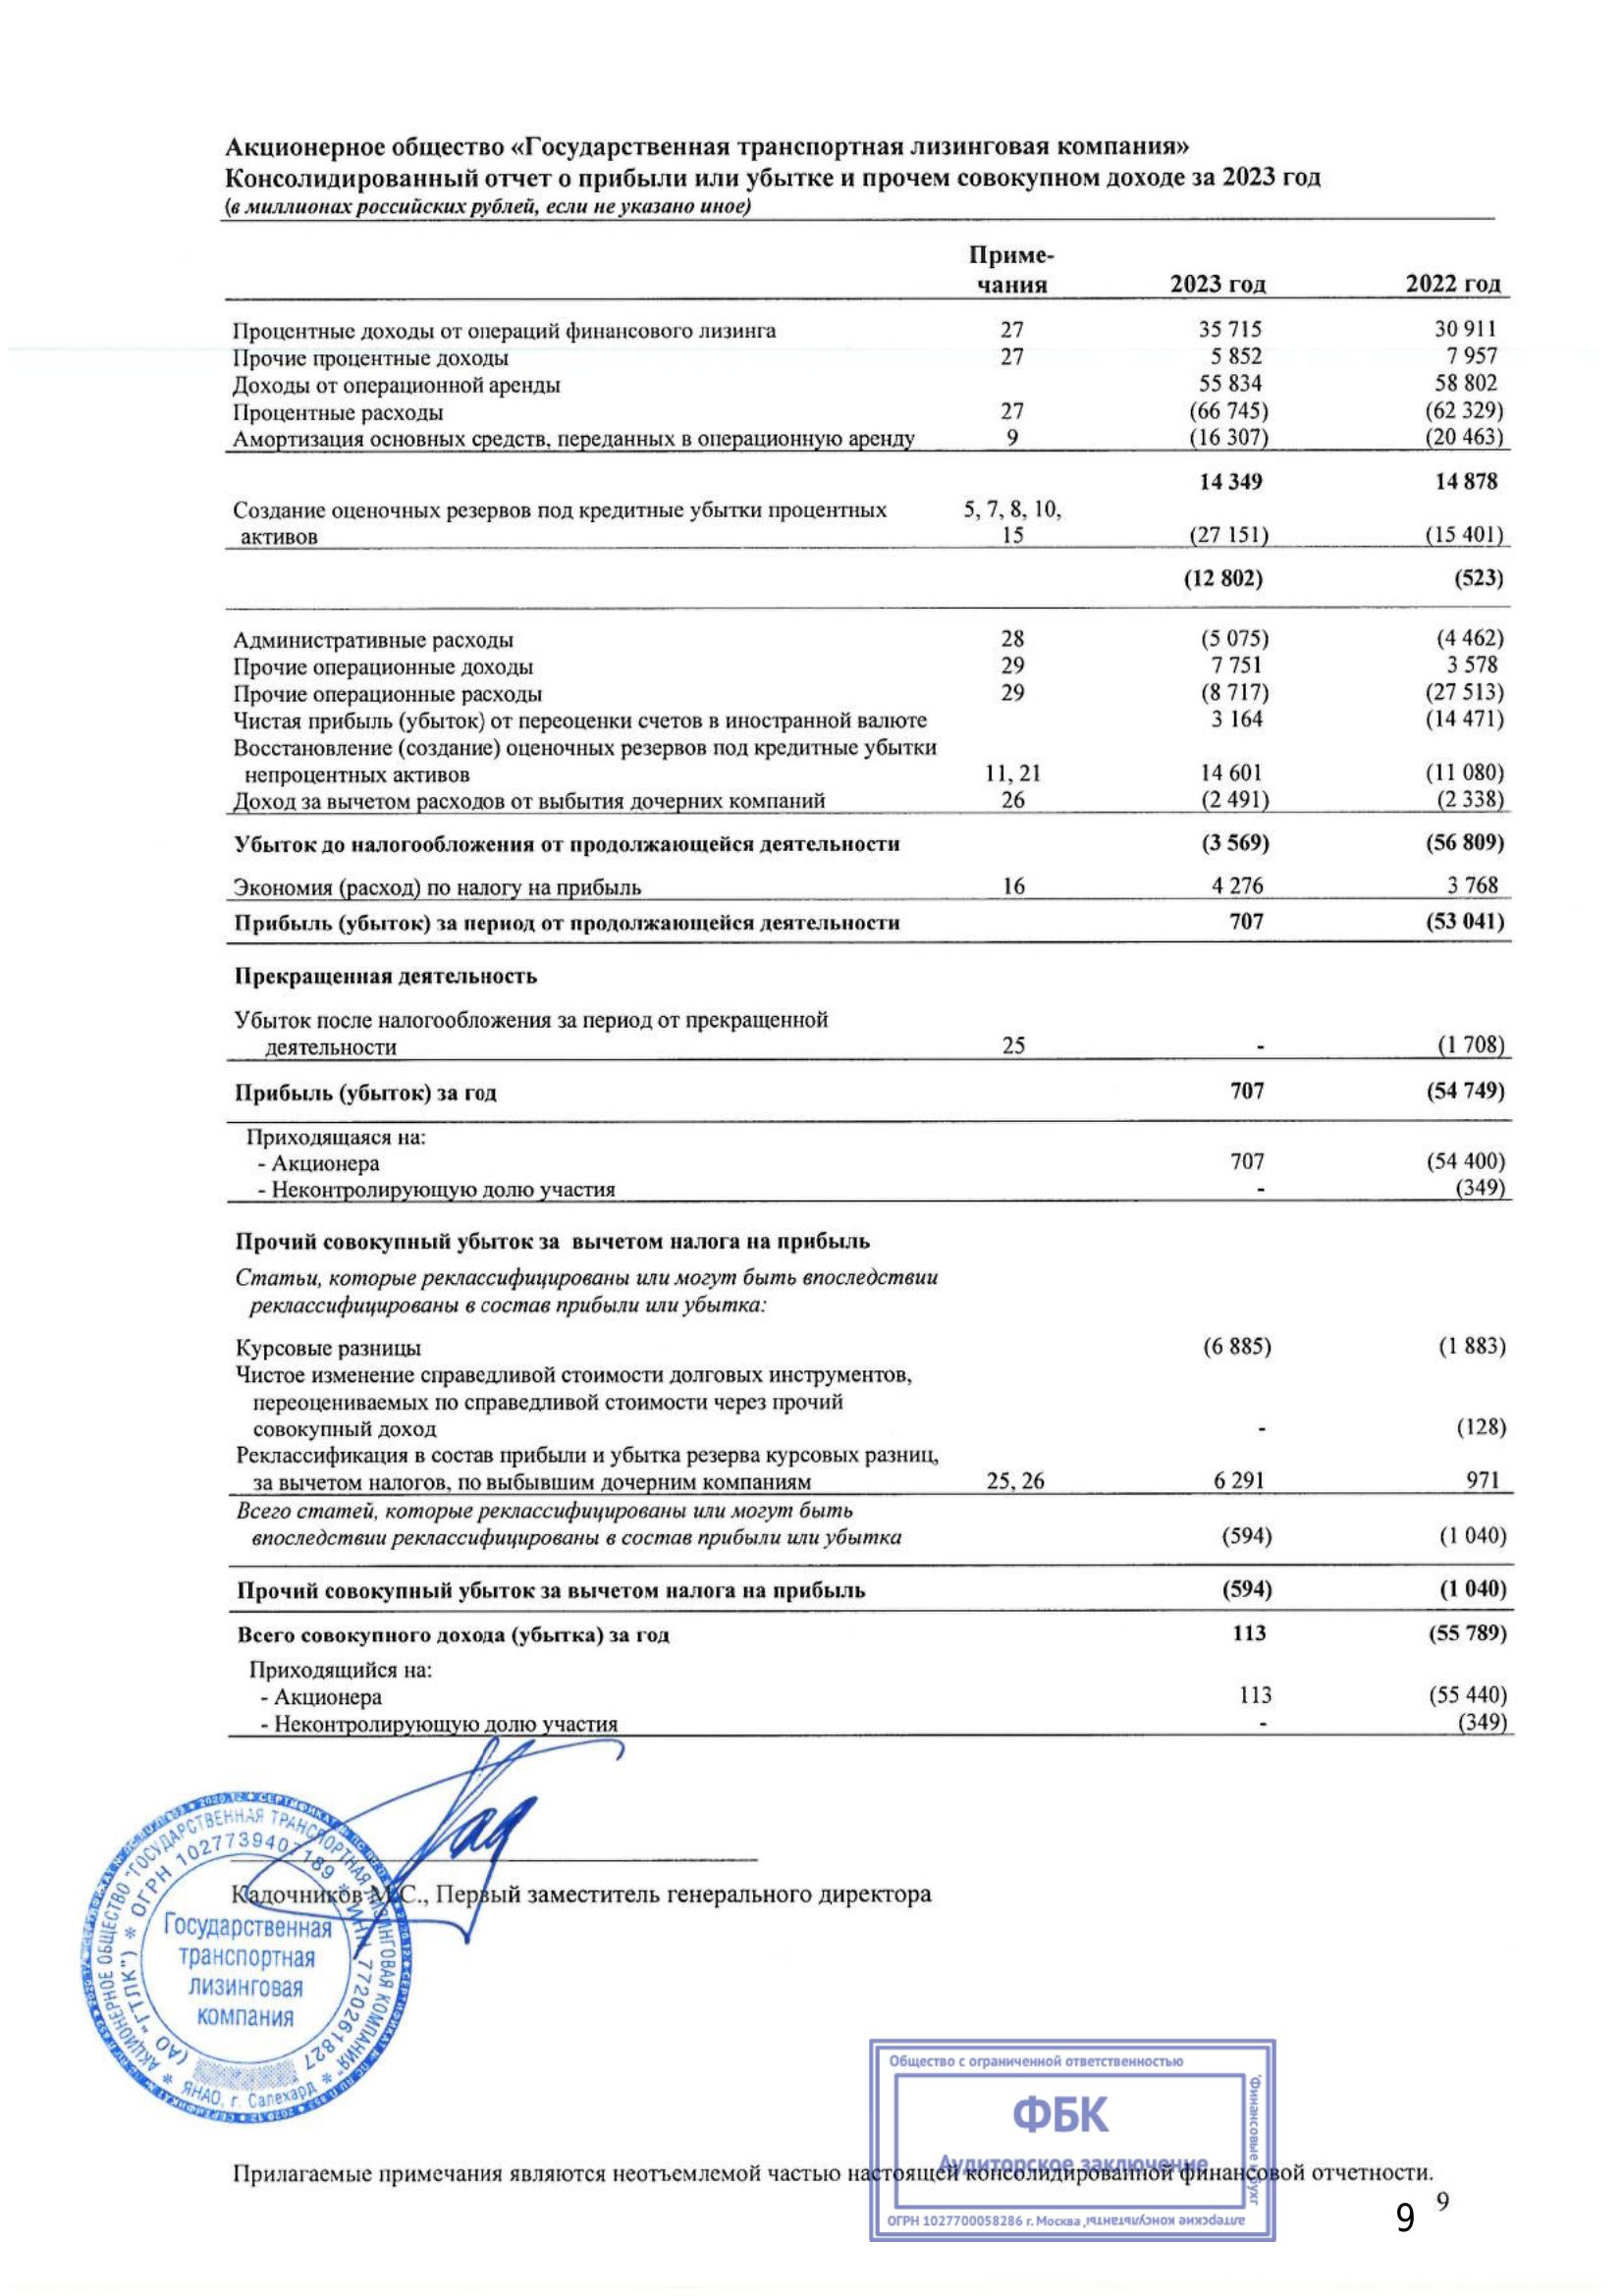 Акционерное общество «Государственная транспортная лизинговая компания»
Консолидированный отчет о прибыли или убытке и прочем совокупном доходе за 2023 год
(в миллионах российских рублей, если не указано иное)
Приме-
чания 2023 год 2022 год
Процентные доходы от операций финансового лизинга 27 35 715 30 911
Прочие процентные доходы 27 5 852 7 957
Доходы от операционной аренды 55 834 58 802
Процентные расходы 27 (66 745) (62 329)
Амортизация основных средств, переданных в операционную аренду 9 (16 307) (20 463)
14 349 14 878
Создание оценочных резервов под кредитные убытки процентных 5, 7, 8, 10,
активов 15 (27 151) (15 401)
(12 802) (523)
Административные расходы 28 (5 075) (4 462)
Прочие операционные доходы 29 7 751 3 578
Прочие операционные расходы 29 (8 717) (27 513)
Чистая прибыль (убыток) от переоценки счетов в иностранной валюте 3 164 (14 471)
Восстановление (создание) оценочных резервов под кредитные убытки
непроцентных активов 11, 21 14 601 (11 080)
Доход за вычетом расходов от выбытия дочерних компаний 26 (2 491) (2 338)
Убыток до налогообложения от продолжающейся деятельности (3 569) (56 809)
Экономия (расход) по налогу на прибыль 16 4 276 3 768
Прибыль (убыток) за период от продолжающейся деятельности 707 (53 041)
Прекращенная деятельность
Убыток после налогообложения за период от прекращенной
деятельности 25 - (1 708)
Прибыль (убыток) за год 707 (54 749)
Приходящаяся на:
- Акционера 707 (54 400)
- Неконтролирующую долю участия - (349)
Прочий совокупный убыток за вычетом налога на прибыль
Статьи, которые реклассифицированы или могут быть впоследствии
реклассифицированы в состав прибыли или убытка:
Курсовые разницы (6 885) (1 883)
Чистое изменение справедливой стоимости долговых инструментов,
переоцениваемых по справедливой стоимости через прочий
совокупный доход - (128)
Реклассификация в состав прибыли и убытка резерва курсовых разниц,
за вычетом налогов, по выбывшим дочерним компаниям 25, 26 6 291 971
Всего статей, которые реклассифицированы или могут быть
впоследствии реклассифицированы в состав прибыли или убытка (594) (1 040)
Прочий совокупный убыток за вычетом налога на прибыль (594) (1 040)
Всего совокупного дохода (убытка) за год 113 (55 789)
Приходящийся на:
- Акционера 113 (55 440)
- Неконтролирующую долю участия - (349)
Кадочников М.С., Первый заместитель генерального директора
АКЦИОНЕРНОЕ ОБЩЕСТВО "ГОСУДАРСТВЕННАЯ ТРАНСПОРТНАЯ ЛИЗИНГОВАЯ КОМПАНИЯ"
(АО "ГТЛК") * ОГРН 1027739407189 * ИНН 7720261827
* ЯНАО, г. Салехард *
Государственная
транспортная
лизинговая
компания
Общество с ограниченной ответственностью
ФБК
Аудиторское заключение
ОГРН 1027700058286 г. Москва
Прилагаемые примечания являются неотъемлемой частью настоящей консолидированной финансовой отчетности.
9
9